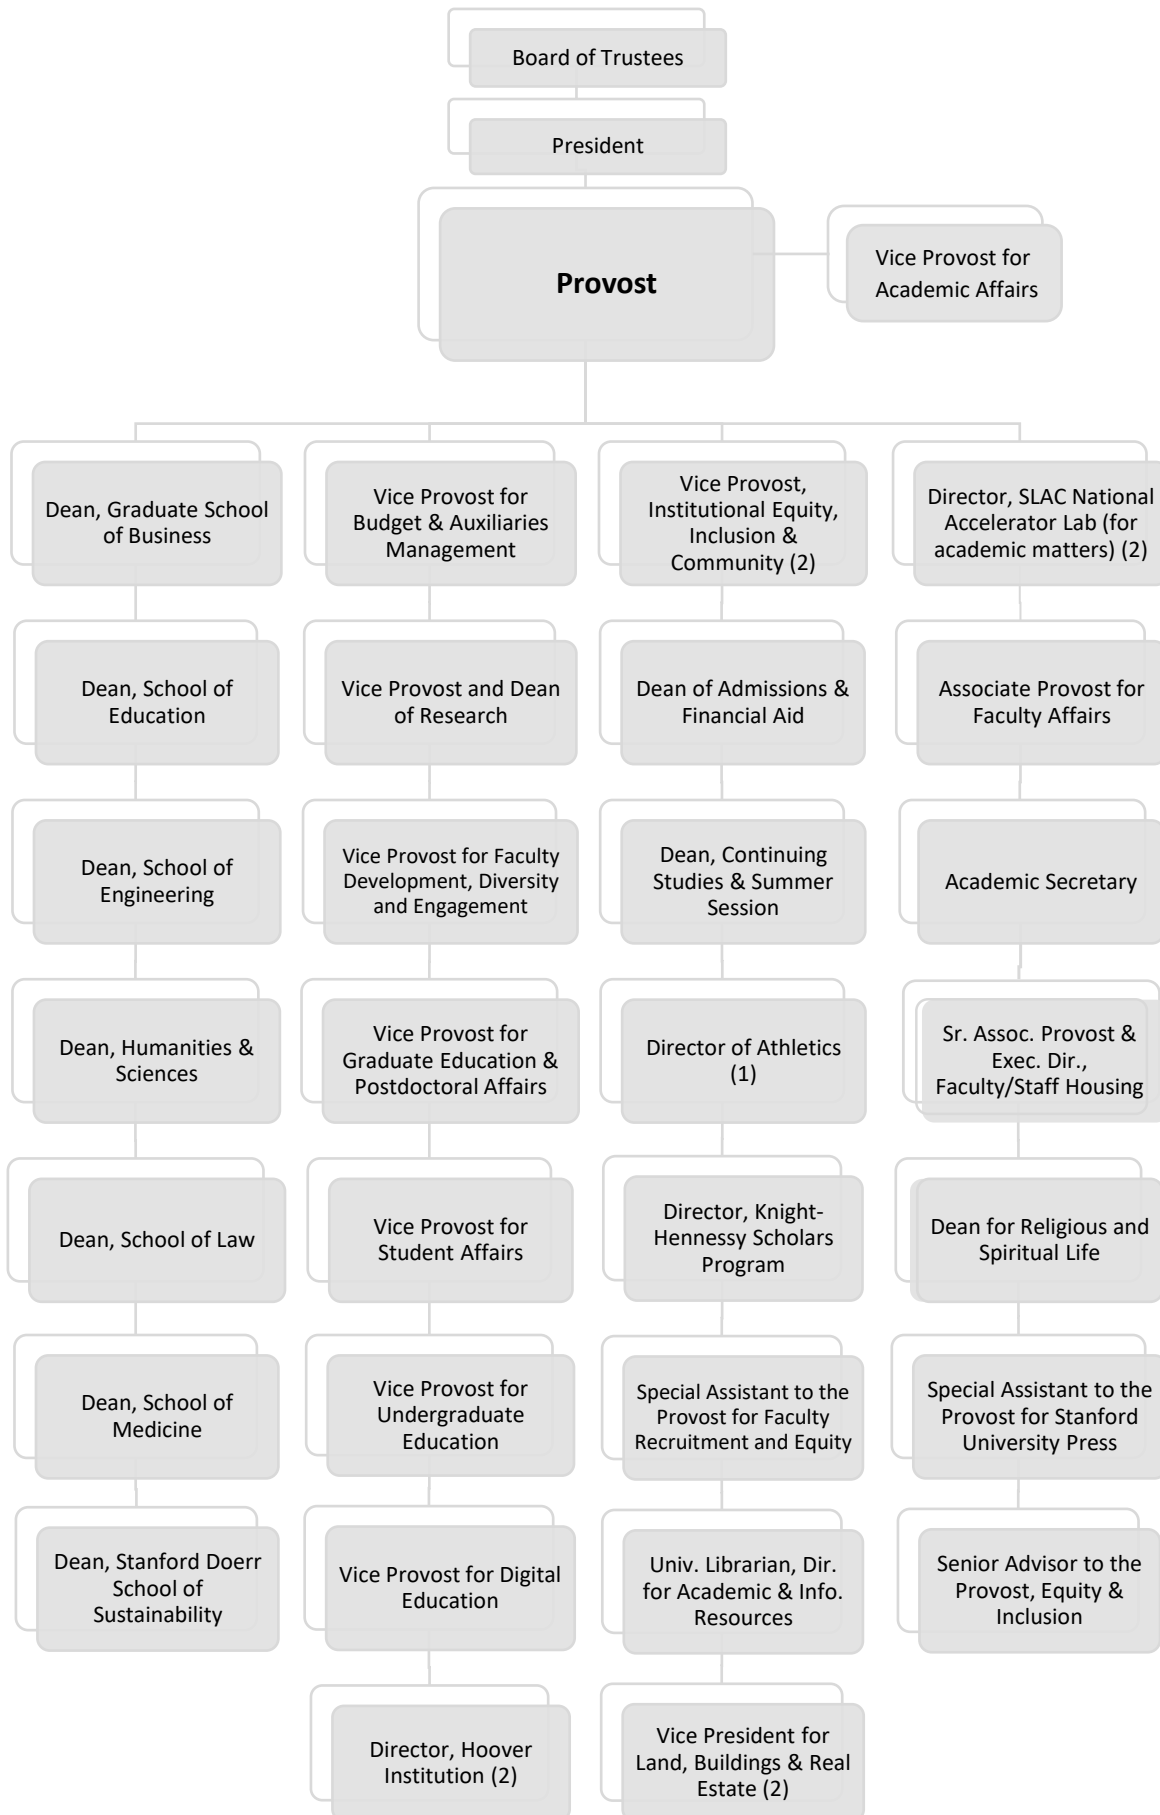 Board of Trustees
President
Provost
Vice Provost for
Academic Affairs
Dean, Graduate School
of Business
Dean, School of
Education
Dean, School of
Engineering
Dean, Humanities &
Sciences
Dean, School of Law
Dean, School of
Medicine
Dean, Stanford Doerr
School of
Sustainability
Vice Provost for
Budget & Auxiliaries
Management
Vice Provost and Dean
of Research
Vice Provost for Faculty
Development, Diversity
and Engagement
Vice Provost for
Graduate Education &
Postdoctoral Affairs
Vice Provost for
Student Affairs
Vice Provost for
Undergraduate
Education
Vice Provost for Digital
Education
Director, Hoover
Institution (2)
Vice Provost,
Institutional Equity,
Inclusion &
Community (2)
Dean of Admissions &
Financial Aid
Dean, Continuing
Studies & Summer
Session
Director of Athletics
(1)
Director, Knight-
Hennessy Scholars
Program
Special Assistant to the
Provost for Faculty
Recruitment and Equity
Univ. Librarian, Dir.
for Academic & Info.
Resources
Vice President for
Land, Buildings & Real
Estate (2)
Director, SLAC National
Accelerator Lab (for
academic matters) (2)
Associate Provost for
Faculty Affairs
Academic Secretary
Sr. Assoc. Provost &
Exec. Dir.,
Faculty/Staff Housing
Dean for Religious and
Spiritual Life
Special Assistant to the
Provost for Stanford
University Press
Senior Advisor to the
Provost, Equity &
Inclusion